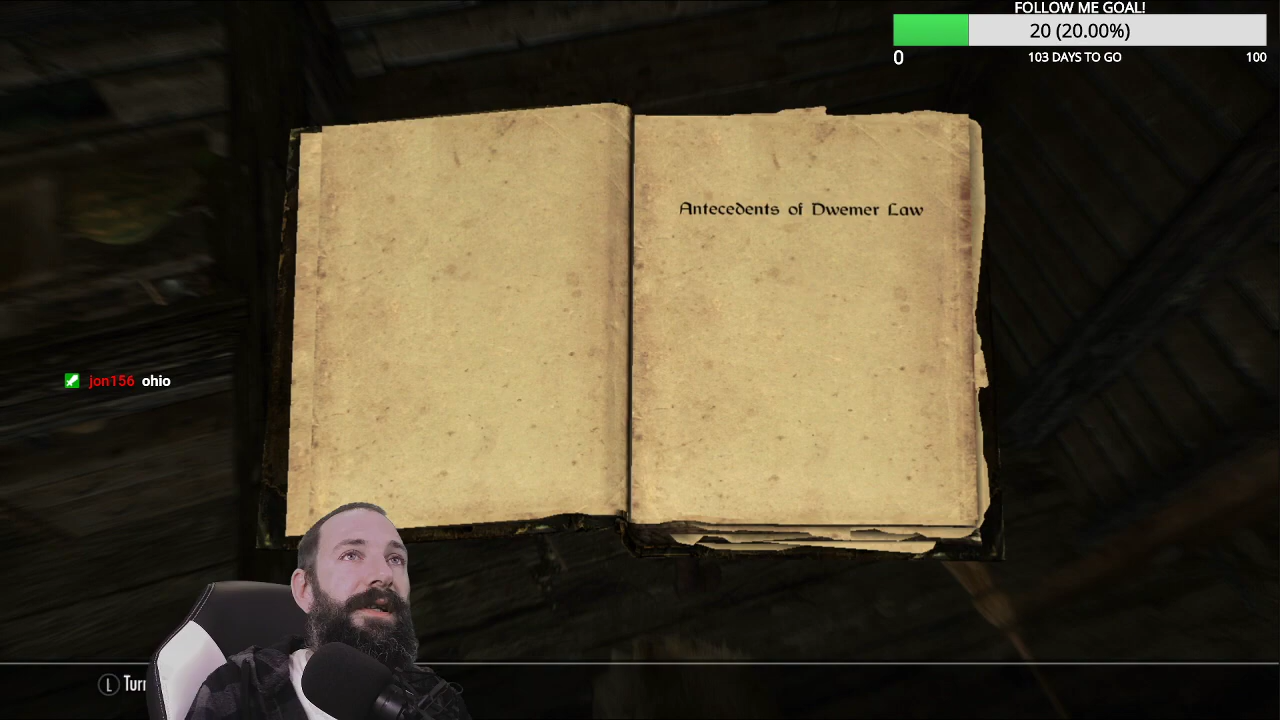 FOLLOW ME GOAL!
20 (20.00%)
0 103 DAYS TO GO 100
Antecedents of Dwemer Law
jon156 ohio
L